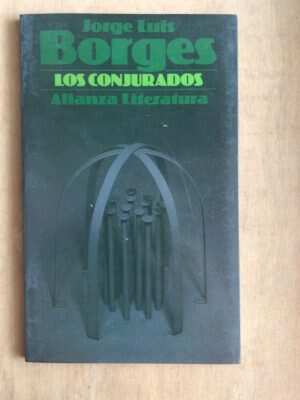 Jorge Luis
Borges
LOS CONJURADOS
Alianza Literatura